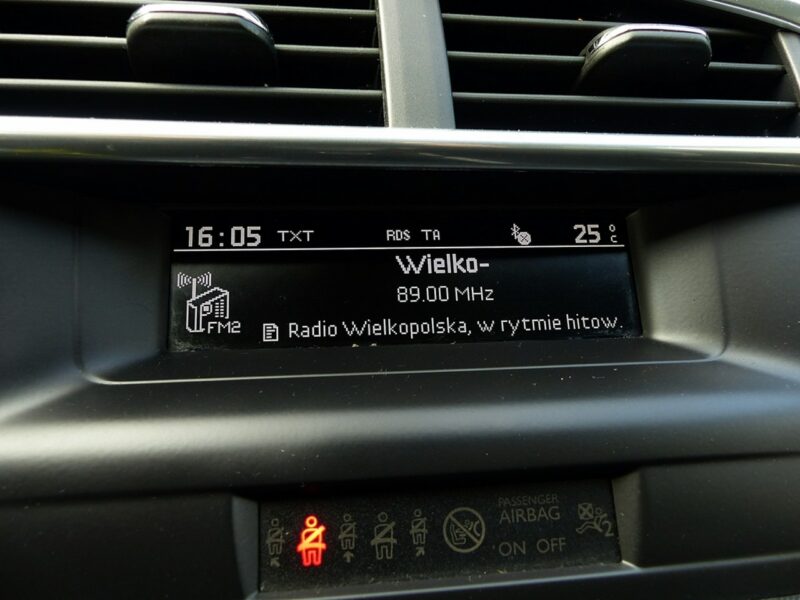 16:05 TXT RDS TA 25 °C
Wielko-
89.00 MHz
FM2 Radio Wielkopolska, w rytmie hitow.
PASSENGER
AIRBAG
ON OFF 2